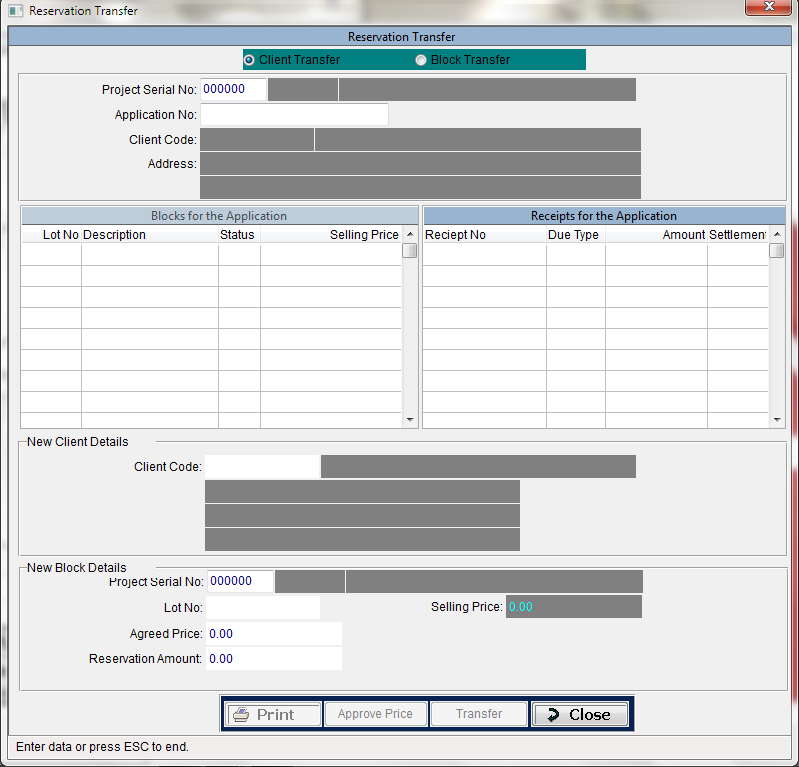 Reservation Transfer
Reservation Transfer
Client Transfer Block Transfer
Project Serial No: 000000
Application No:
Client Code:
Address:
Blocks for the Application Receipts for the Application
Lot No Description Status Selling Price Reciept No Due Type Amount Settlement
New Client Details
Client Code:
New Block Details
Project Serial No: 000000
Lot No: Selling Price: 0.00
Agreed Price: 0.00
Reservation Amount: 0.00
Print Approve Price Transfer Close
Enter data or press ESC to end.